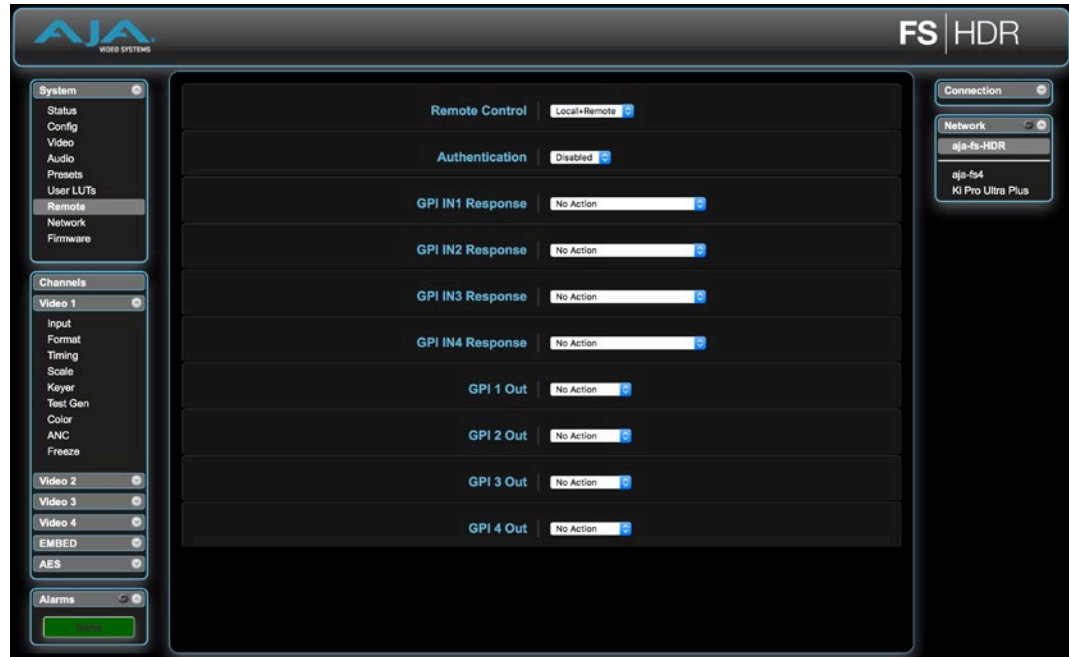 AJA
VIDEO SYSTEMS
FS|HDR
System
Status
Config
Video
Audio
Presets
User LUTs
Remote
Network
Firmware
Channels
Video 1
Input
Format
Timing
Scale
Keyer
Test Gen
Color
ANC
Freeze
Video 2
Video 3
Video 4
EMBED
AES
Alarms
None
Remote Control Local+Remote
Authentication Disabled
GPI IN1 Response No Action
GPI IN2 Response No Action
GPI IN3 Response No Action
GPI IN4 Response No Action
GPI 1 Out No Action
GPI 2 Out No Action
GPI 3 Out No Action
GPI 4 Out No Action
Connection
Network
aja-fs-HDR
aja-fs4
Ki Pro Ultra Plus